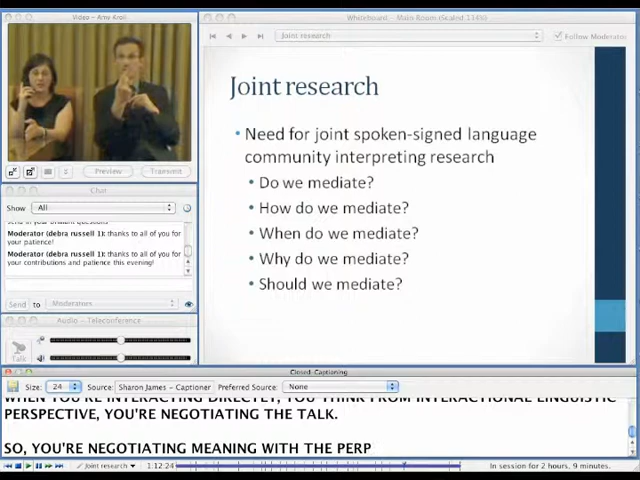 Video - Amy Kroll
Whiteboard - Main Room (Scaled 114%)
Joint research
Follow Moderator
Joint research
• Need for joint spoken-signed language
community interpreting research
• Do we mediate?
• How do we mediate?
• When do we mediate?
• Why do we mediate?
• Should we mediate?
Preview
Transmit
Chat
Show All
send in your brilliant questions
Moderator (debra russell 1): thanks to all of you for
your patience!
Moderator (debra russell 1): thanks to all of you for
your contributions and patience this evening!
Send to Moderators
Audio - Teleconference
Talk
Closed-Captioning
Size: 24 Source: Sharon James - Captioner Preferred Source: None
WHEN YOU'RE INTERACTING DIRECTLY, YOU THINK FROM INTERACTIONAL LINGUISTIC
PERSPECTIVE, YOU'RE NEGOTIATING THE TALK.
SO, YOU'RE NEGOTIATING MEANING WITH THE PERP
Joint research 1:12:24 In session for 2 hours, 9 minutes.